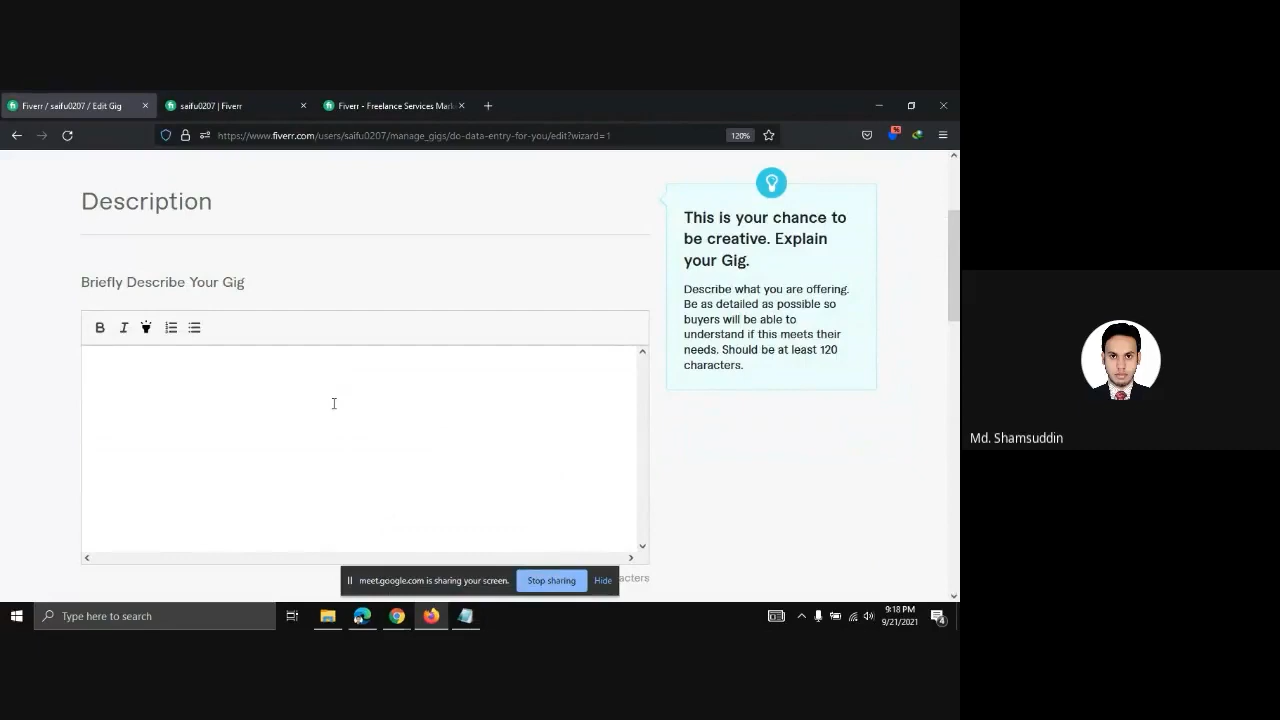 Fiverr / saifu0207 / Edit Gig
saifu0207 | Fiverr
Fiverr - Freelance Services Mark
https://www.fiverr.com/users/saifu0207/manage_gigs/do-data-entry-for-you/edit?wizard=1
120%
Description
Briefly Describe Your Gig
B I
This is your chance to
be creative. Explain
your Gig.
Describe what you are offering.
Be as detailed as possible so
buyers will be able to
understand if this meets their
needs. Should be at least 120
characters.
Md. Shamsuddin
acters
meet.google.com is sharing your screen.
Stop sharing
Hide
Type here to search
9:18 PM
9/21/2021
4